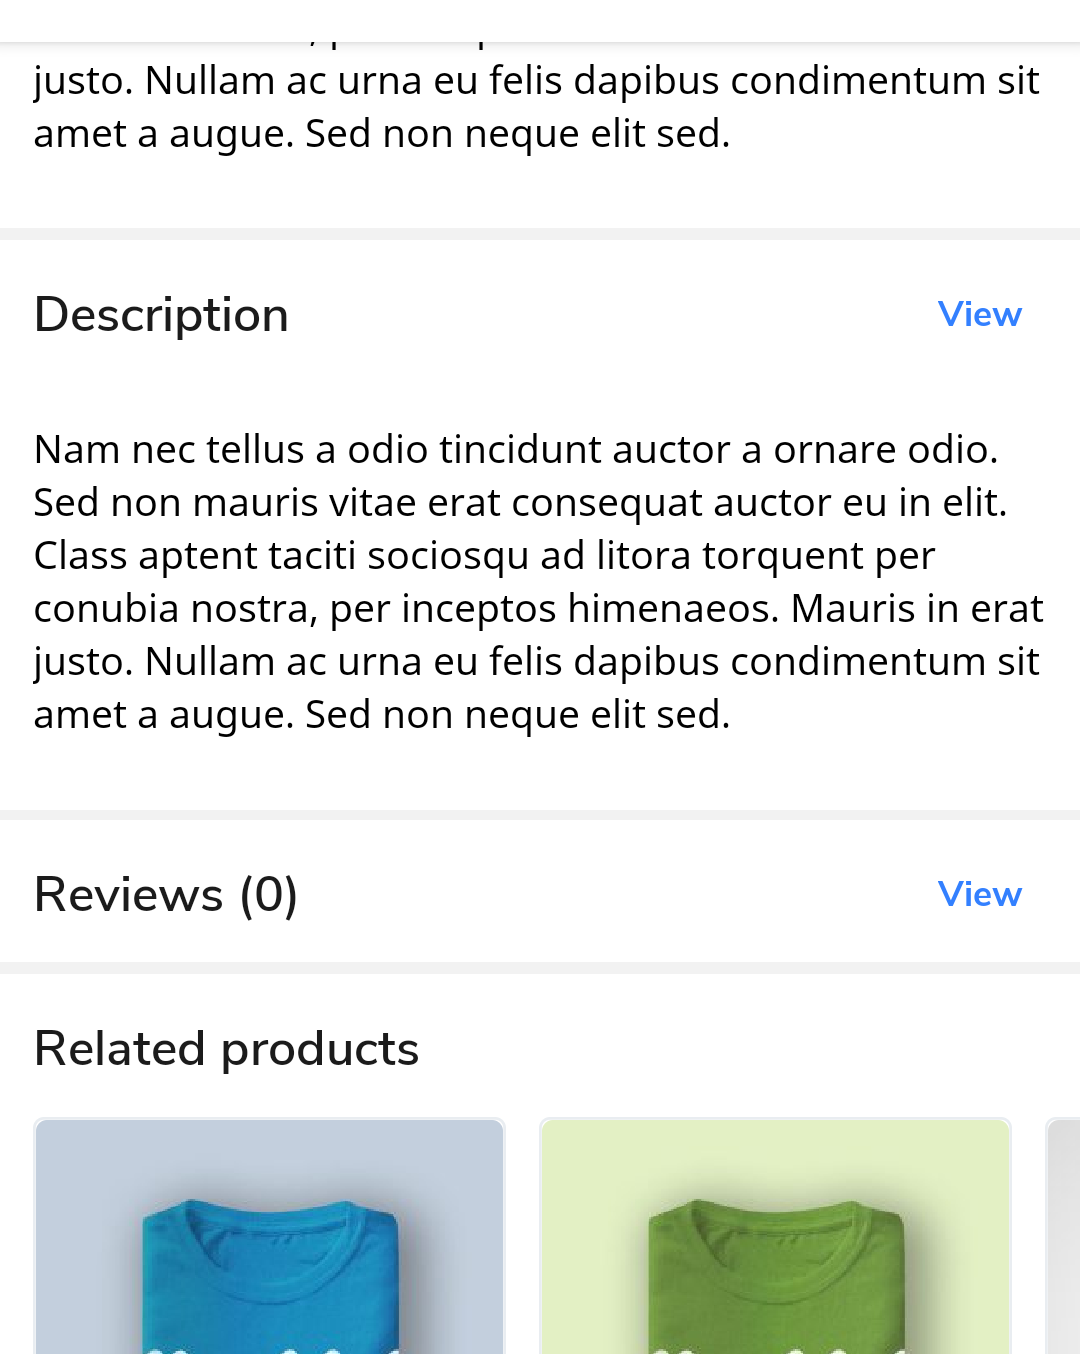 justo. Nullam ac urna eu felis dapibus condimentum sit
amet a augue. Sed non neque elit sed.
Description
View
Nam nec tellus a odio tincidunt auctor a ornare odio.
Sed non mauris vitae erat consequat auctor eu in elit.
Class aptent taciti sociosqu ad litora torquent per
conubia nostra, per inceptos himenaeos. Mauris in erat
justo. Nullam ac urna eu felis dapibus condimentum sit
amet a augue. Sed non neque elit sed.
Reviews (0)
View
Related products